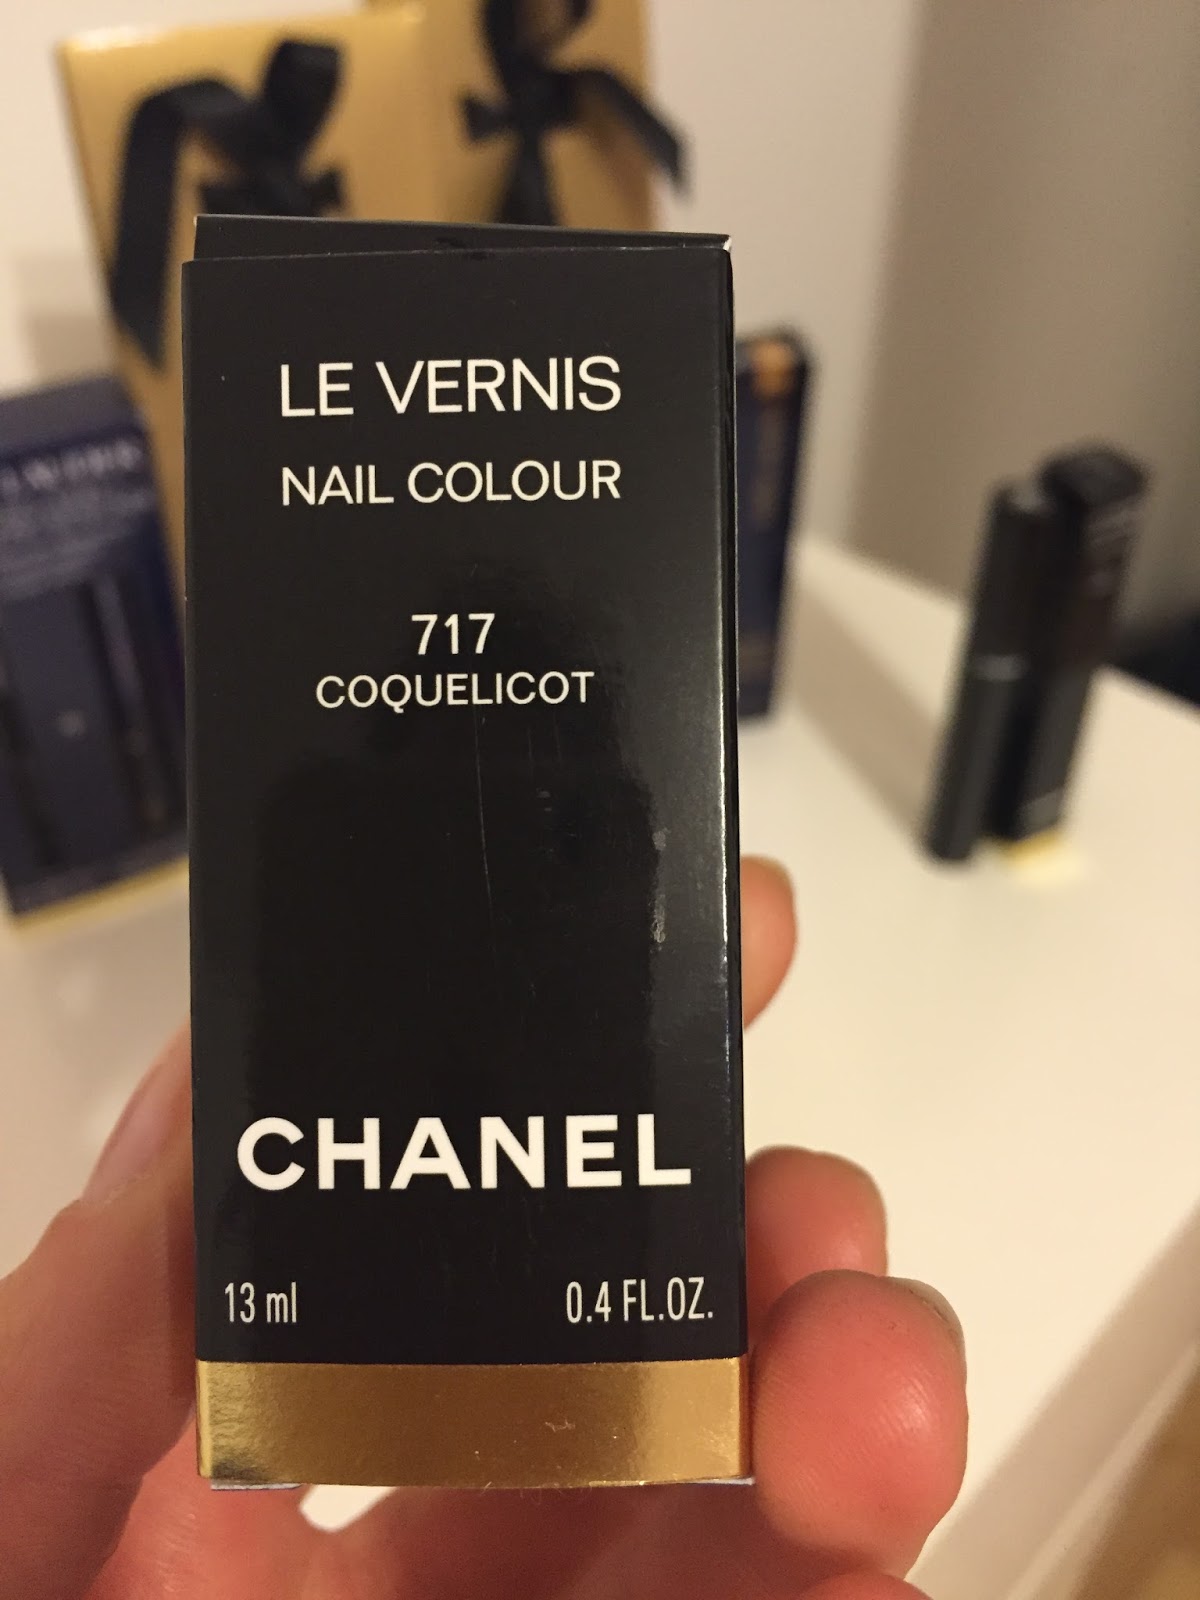 LE VERNIS
NAIL COLOUR
717
COQUELICOT
CHANEL
13 ml
0.4 FL.OZ.